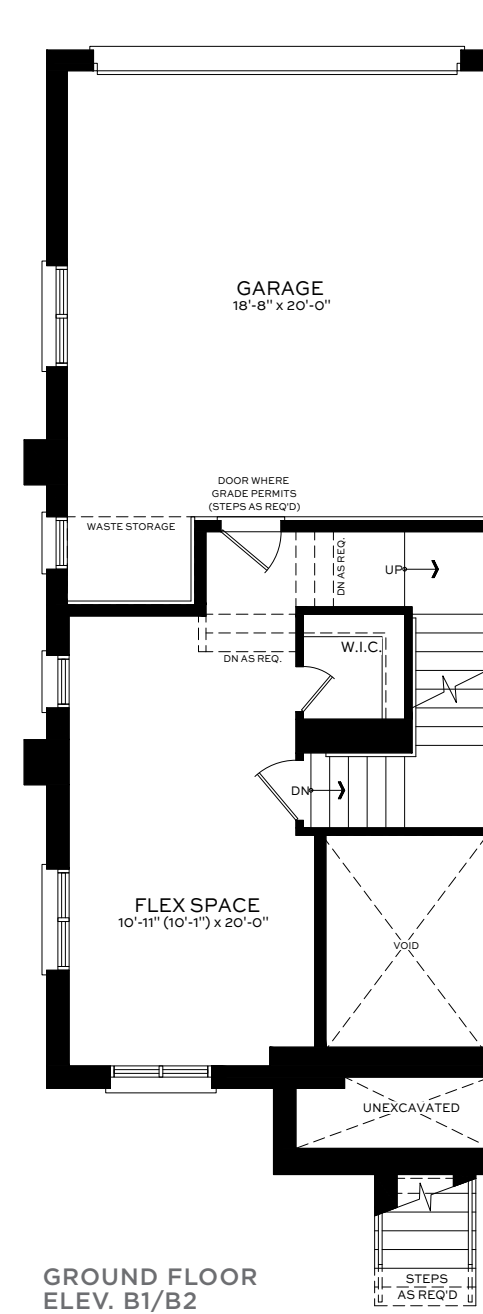 GARAGE
18'-8" x 20'-0"
DOOR WHERE
GRADE PERMITS
(STEPS AS REQ'D)
WASTE STORAGE
DN AS REQ.
UP
DN AS REQ.
W.I.C.
DN
FLEX SPACE
10'-11" (10'-1") x 20'-0"
VOID
UNEXCAVATED
STEPS
AS REQ'D
GROUND FLOOR
ELEV. B1/B2